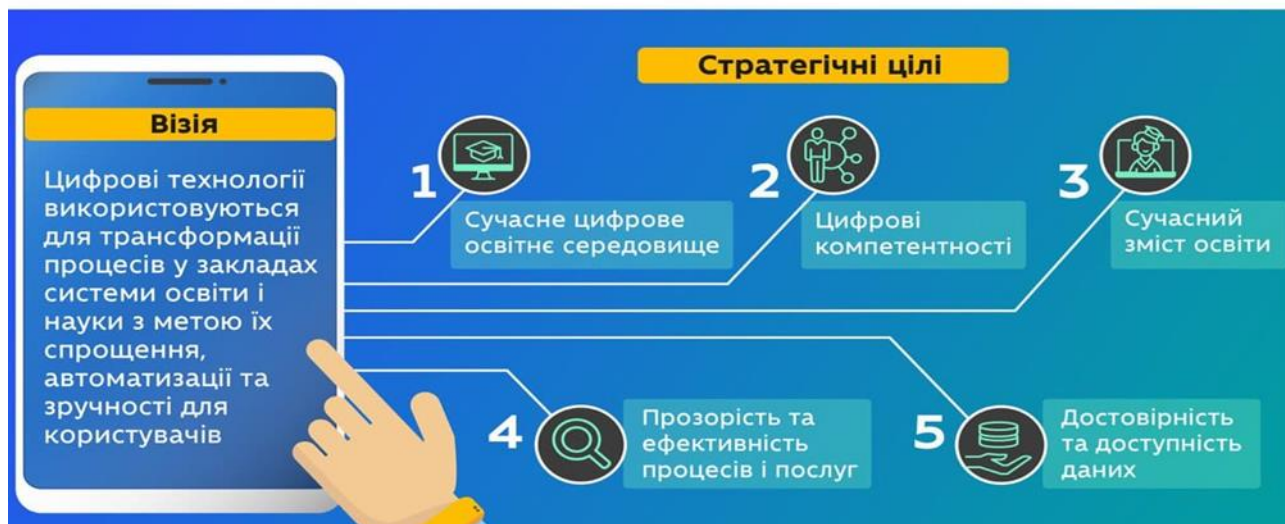 Стратегічні цілі
Візія
Цифрові технології
використовуються
для трансформації
процесів у закладах
системи освіти і
науки з метою їх
спрощення,
автоматизації та
зручності для
користувачів
1
Сучасне цифрове
освітнє середовище
2
Цифрові
компетентності
3
Сучасний
зміст освіти
4
Прозорість та
ефективність
процесів і послуг
5
Достовірність
та доступність
даних